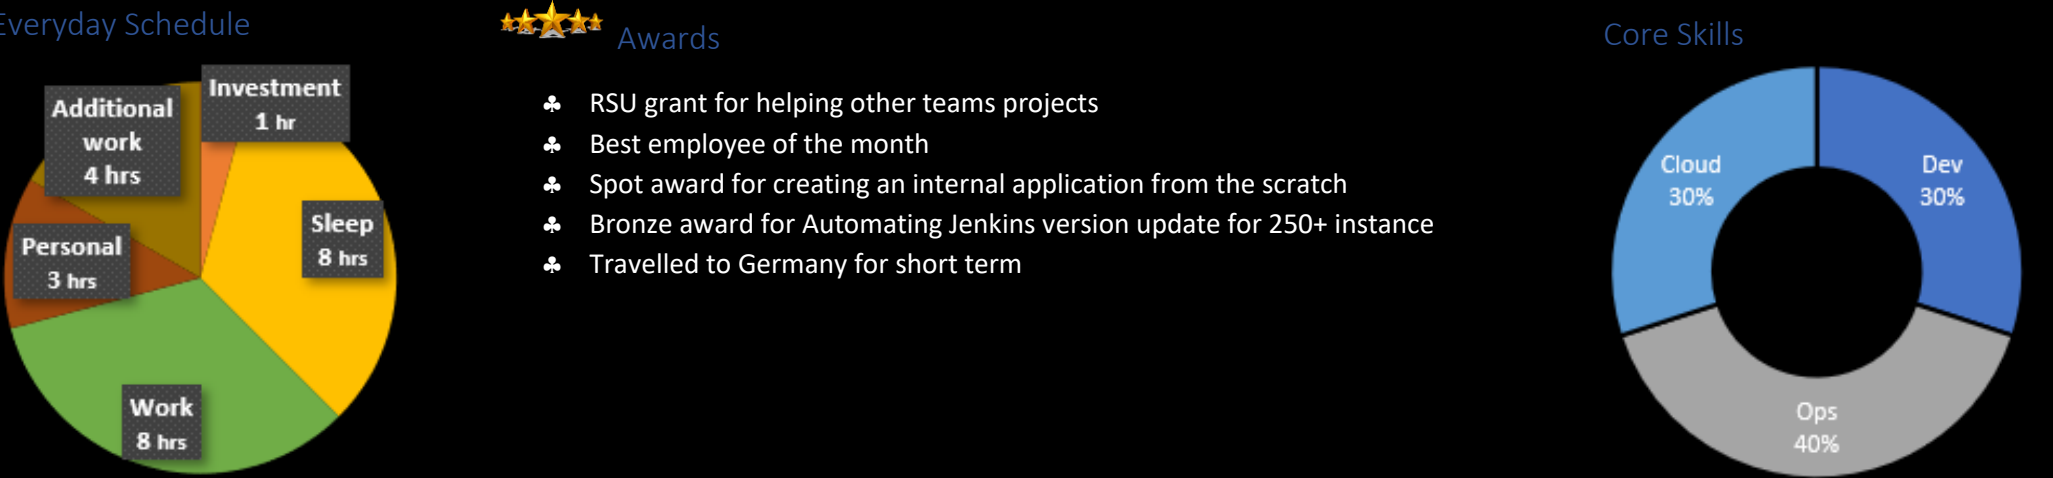 Everyday Schedule
Investment
1 hr
Additional
work
4 hrs
Sleep
8 hrs
Personal
3 hrs
Work
8 hrs
Awards
♣ RSU grant for helping other teams projects
♣ Best employee of the month
♣ Spot award for creating an internal application from the scratch
♣ Bronze award for Automating Jenkins version update for 250+ instance
♣ Travelled to Germany for short term
Core Skills
Cloud
30%
Dev
30%
Ops
40%